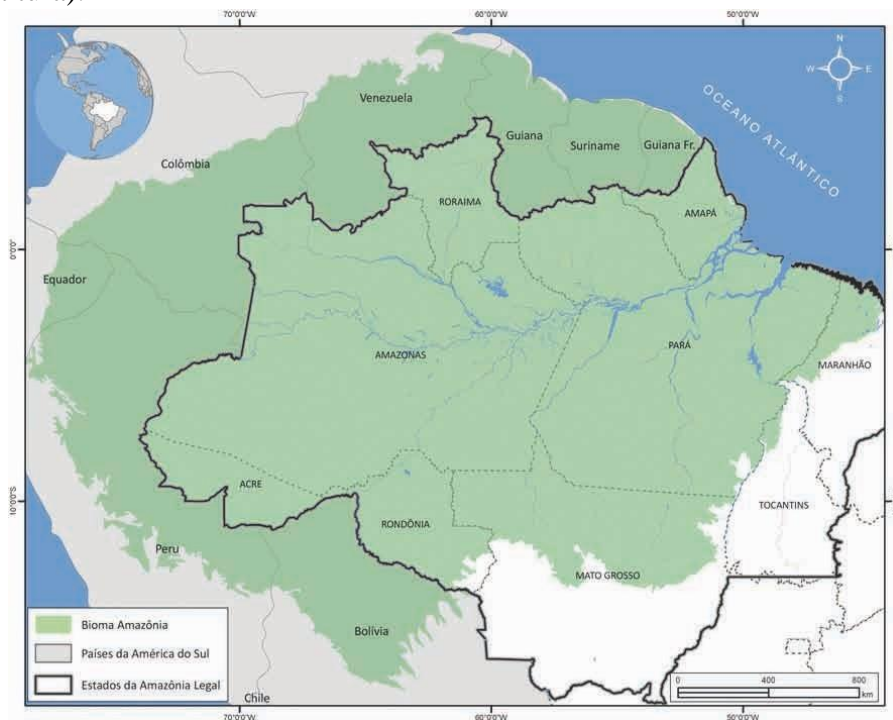 70°0'0"W 60°0'0"W 50°0'0"W
N
W E
S
OCEANO ATLÂNTICO
Venezuela
Guiana
Suriname
Guiana Fr.
Colômbia
RORAIMA
AMAPÁ
0°0'0"
Equador
AMAZONAS
PARÁ
MARANHÃO
ACRE
10°0'0"S
TOCANTINS
RONDÔNIA
Peru
MATO GROSSO
Bolívia
Bioma Amazônia
Países da América do Sul
Estados da Amazônia Legal
Chile
0 400 800
km
70°0'0"W 60°0'0"W 50°0'0"W